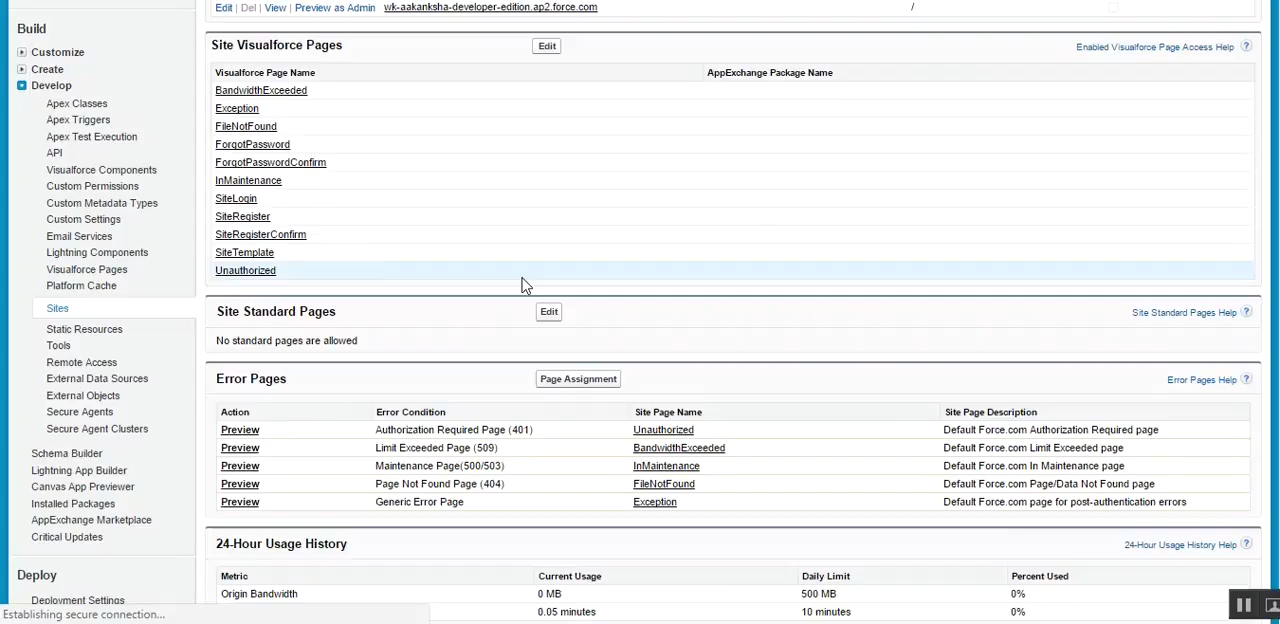 Edit | Del | View | Preview as Admin wk-aakanksha-developer-edition.ap2.force.com /
Build
Customize
Create
Develop
Apex Classes
Apex Triggers
Apex Test Execution
API
Visualforce Components
Custom Permissions
Custom Metadata Types
Custom Settings
Email Services
Lightning Components
Visualforce Pages
Platform Cache
Sites
Static Resources
Tools
Remote Access
External Data Sources
External Objects
Secure Agents
Secure Agent Clusters
Schema Builder
Lightning App Builder
Canvas App Previewer
Installed Packages
AppExchange Marketplace
Critical Updates
Deploy
Deployment Settings
Establishing secure connection...
Site Visualforce Pages Edit Enabled Visualforce Page Access Help ?
Visualforce Page Name AppExchange Package Name
BandwidthExceeded
Exception
FileNotFound
ForgotPassword
ForgotPasswordConfirm
InMaintenance
SiteLogin
SiteRegister
SiteRegisterConfirm
SiteTemplate
Unauthorized
Site Standard Pages Edit Site Standard Pages Help ?
No standard pages are allowed
Error Pages Page Assignment Error Pages Help ?
Action Error Condition Site Page Name Site Page Description
Preview Authorization Required Page (401) Unauthorized Default Force.com Authorization Required page
Preview Limit Exceeded Page (509) BandwidthExceeded Default Force.com Limit Exceeded page
Preview Maintenance Page(500/503) InMaintenance Default Force.com In Maintenance page
Preview Page Not Found Page (404) FileNotFound Default Force.com Page/Data Not Found page
Preview Generic Error Page Exception Default Force.com page for post-authentication errors
24-Hour Usage History 24-Hour Usage History Help ?
Metric Current Usage Daily Limit Percent Used
Origin Bandwidth 0 MB 500 MB 0%
0.05 minutes 10 minutes 0%